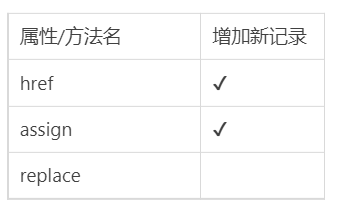 属性/方法名 增加新记录
href ✓
assign ✓
replace